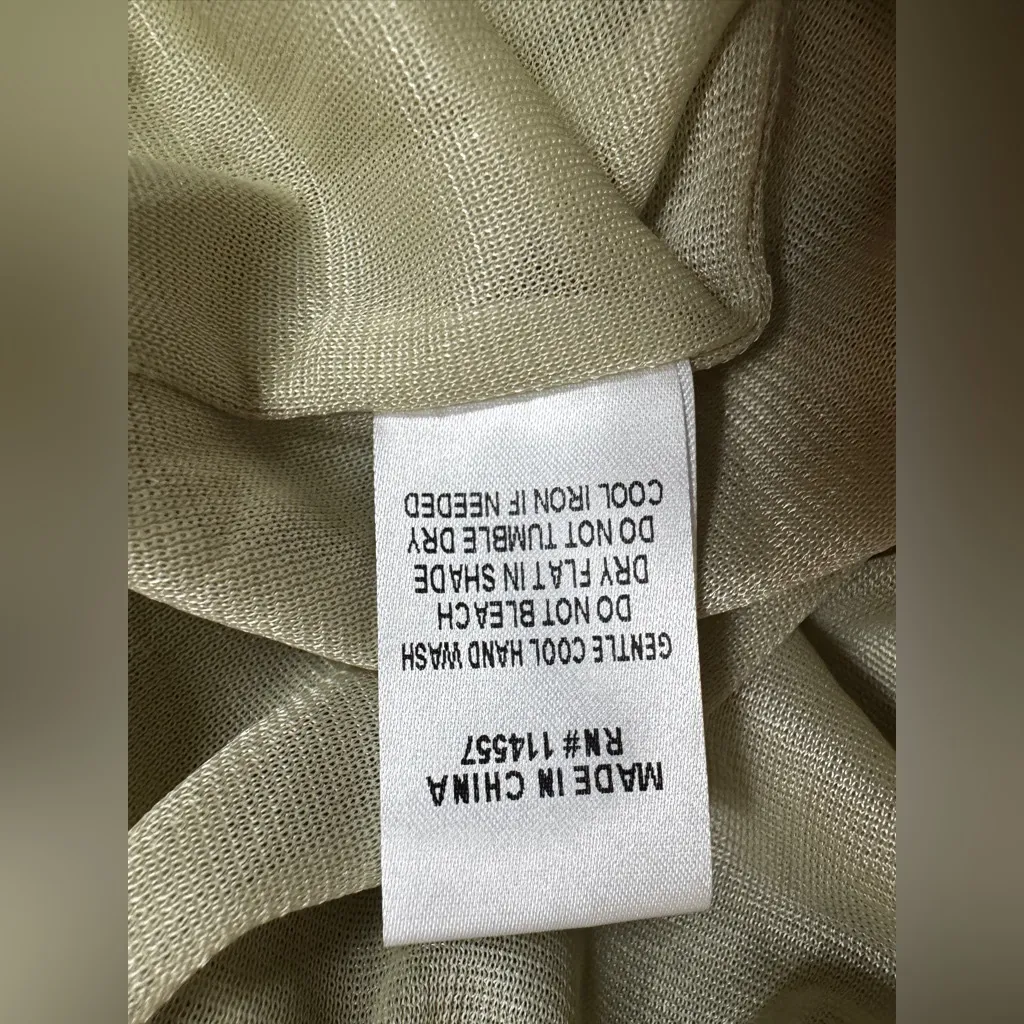 MADE IN CHINA
RN# 114557
GENTLE COOL HAND WASH
DO NOT BLEACH
DRY FLAT IN SHADE
DO NOT TUMBLE DRY
COOL IRON IF NEEDED